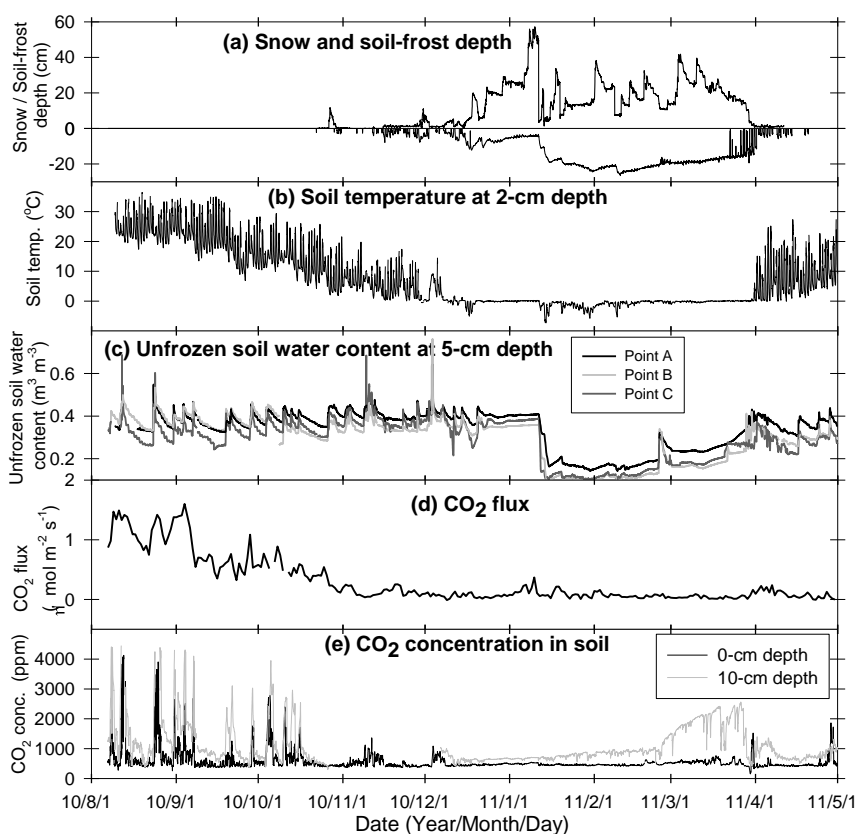 (a) Snow and soil-frost depth
Snow / Soil-frost
depth (cm)
60
40
20
0
-20
(b) Soil temperature at 2-cm depth
Soil temp. (°C)
30
20
10
0
(c) Unfrozen soil water content at 5-cm depth
Unfrozen soil water
content (m³ m⁻³)
0.6
0.4
0.2
Point A
Point B
Point C
(d) CO₂ flux
CO₂ flux
mol m⁻² s⁻¹)
2
1
0
(e) CO₂ concentration in soil
CO₂ conc. (ppm)
4000
3000
2000
1000
0
0-cm depth
10-cm depth
10/8/1 10/9/1 10/10/1 10/11/1 10/12/1 11/1/1 11/2/1 11/3/1 11/4/1 11/5/1
Date (Year/Month/Day)